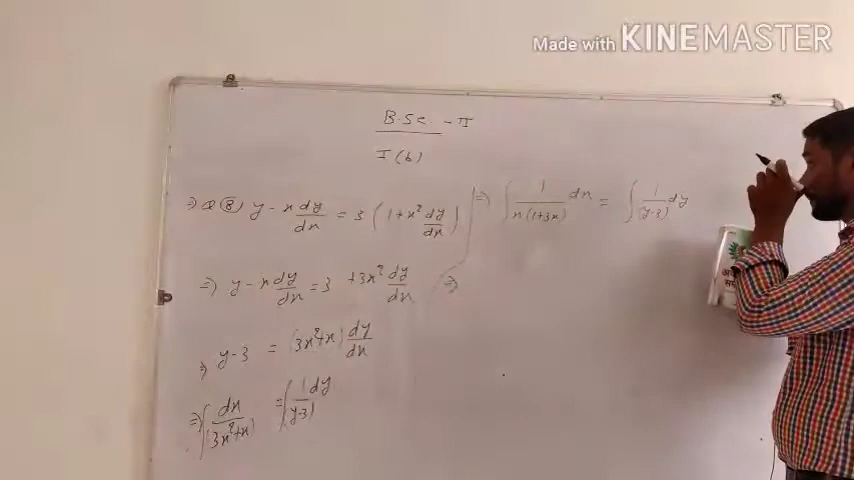 Made with KINEMASTER
B.Sc. - II
I (b)
⇒ Q (8) y - x dy/dx = 3 (1 + x² dy/dx)
⇒ y - x dy/dx = 3 + 3x² dy/dx
⇒ y-3 = (3x²+x) dy/dx
⇒ ∫ dx/(3x²+x) = ∫ 1/(y-3) dy
⇒ ∫ 1/x(1+3x) dx = ∫ 1/(y-3) dy
⇒